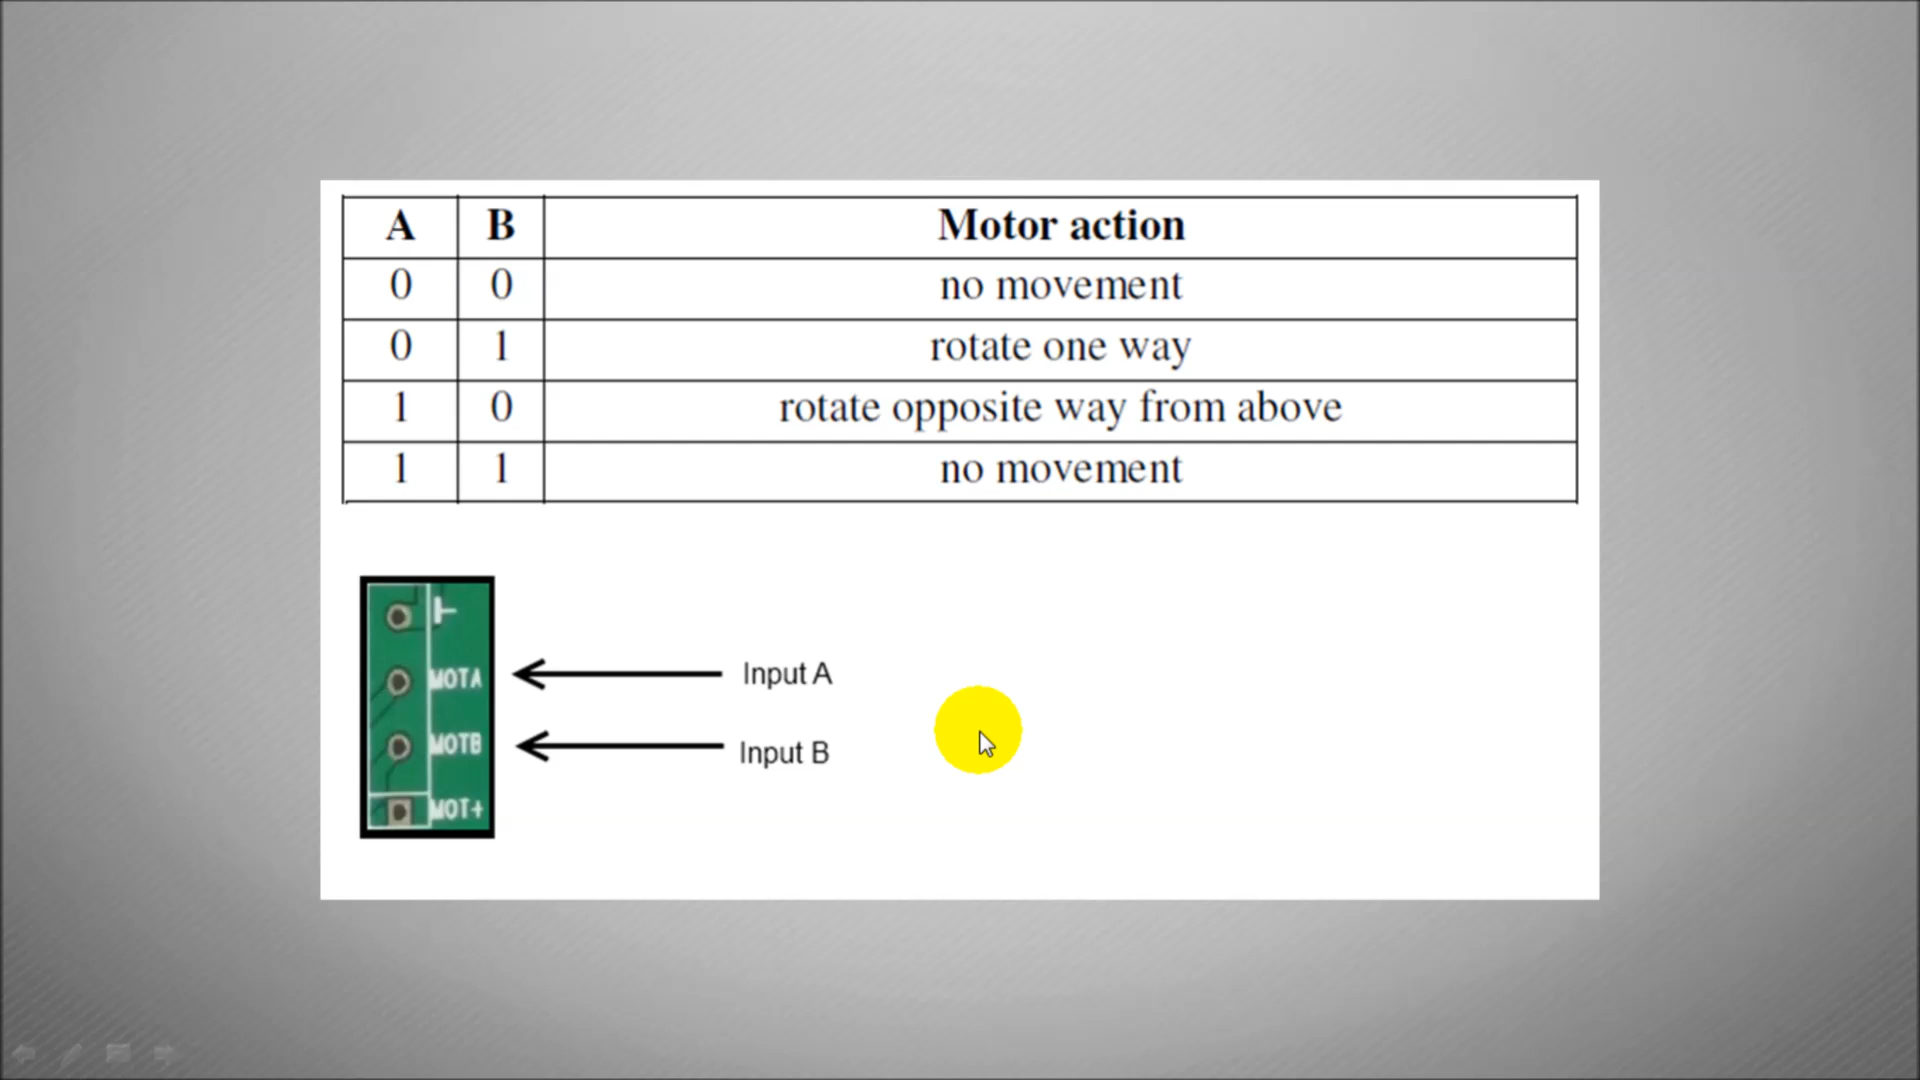 A B Motor action
0 0 no movement
0 1 rotate one way
1 0 rotate opposite way from above
1 1 no movement
MOTA Input A
MOTB Input B
MOT+